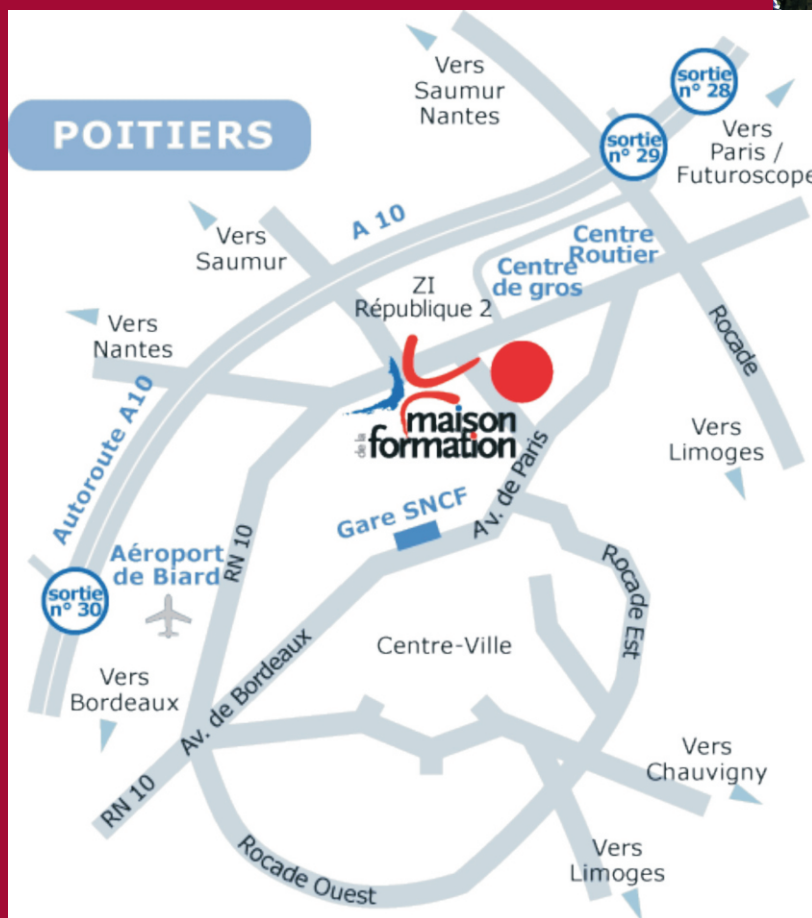 POITIERS
Vers
Saumur
Nantes
sortie
n° 28
sortie
n° 29
Vers
Paris /
Futuroscope
A 10
Vers
Saumur
Centre
Routier
Centre
de gros
ZI
République 2
Vers
Nantes
Rocade
Autoroute A10
maison
de la
formation
Vers
Limoges
Av. de Paris
Gare SNCF
RN 10
Aéroport
de Biard
sortie
n° 30
Rocade Est
Centre-Ville
Vers
Bordeaux
Av. de Bordeaux
RN 10
Vers
Chauvigny
Rocade Ouest
Vers
Limoges